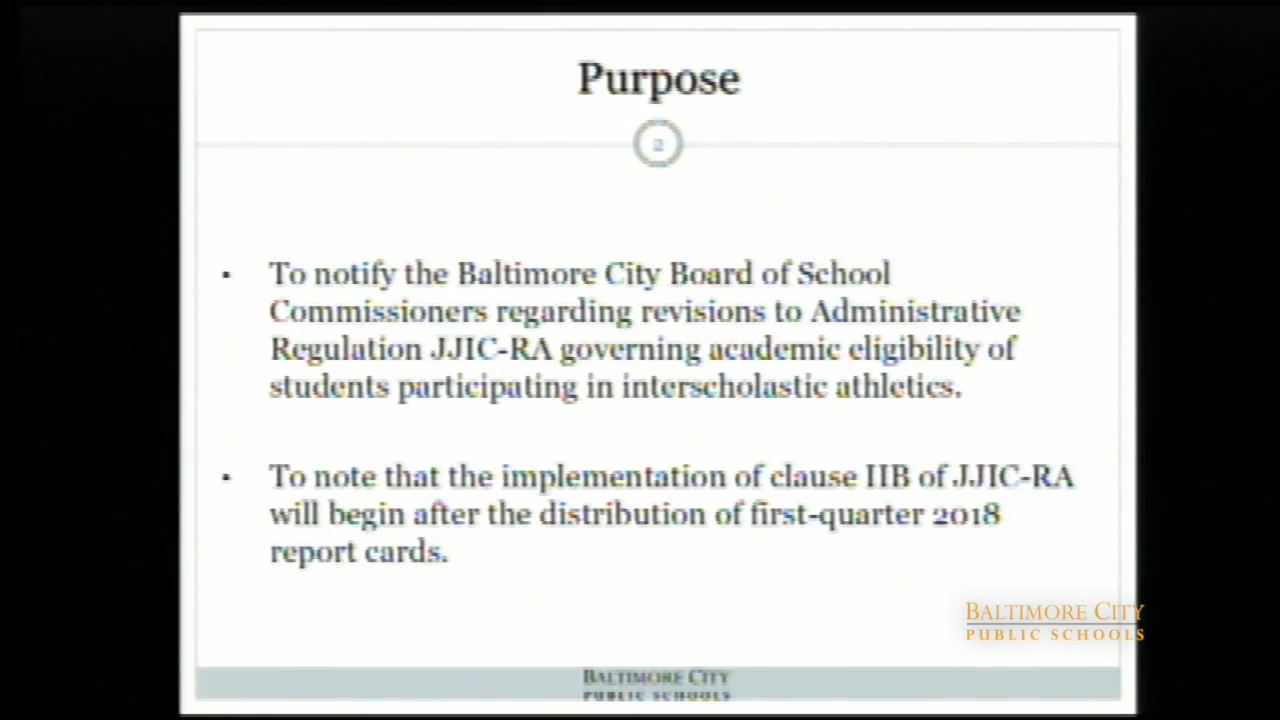 Purpose
2
• To notify the Baltimore City Board of School
Commissioners regarding revisions to Administrative
Regulation JJIC-RA governing academic eligibility of
students participating in interscholastic athletics.
• To note that the implementation of clause IIB of JJIC-RA
will begin after the distribution of first-quarter 2018
report cards.
BALTIMORE CITY
PUBLIC SCHOOLS
BALTIMORE CITY
PUBLIC SCHOOLS